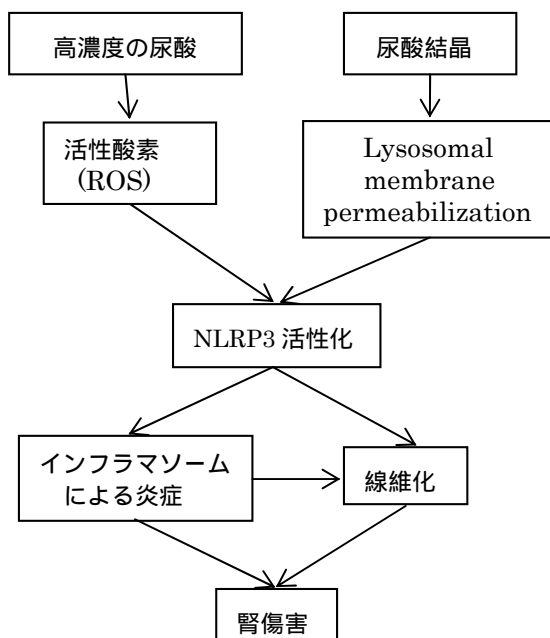 高濃度の尿酸
尿酸結晶
活性酸素
(ROS)
Lysosomal
membrane
permeabilization
NLRP3 活性化
インフラマソーム
による炎症
線維化
腎傷害